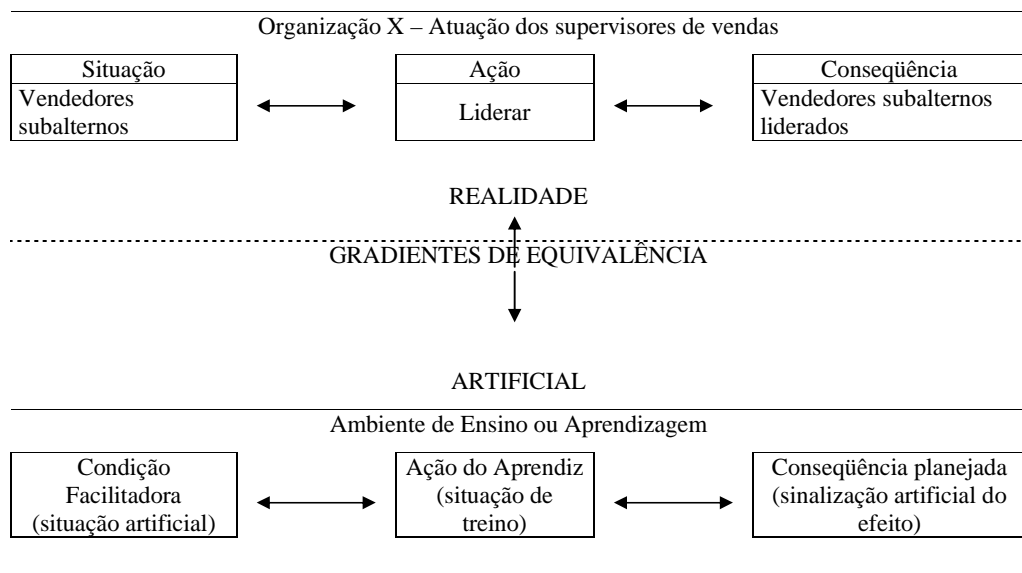 Organização X – Atuação dos supervisores de vendas
Situação
Vendedores
subalternos
Ação
Liderar
Conseqüência
Vendedores subalternos
liderados
REALIDADE
GRADIENTES DE EQUIVALÊNCIA
ARTIFICIAL
Ambiente de Ensino ou Aprendizagem
Condição
Facilitadora
(situação artificial)
Ação do Aprendiz
(situação de
treino)
Conseqüência planejada
(sinalização artificial do
efeito)